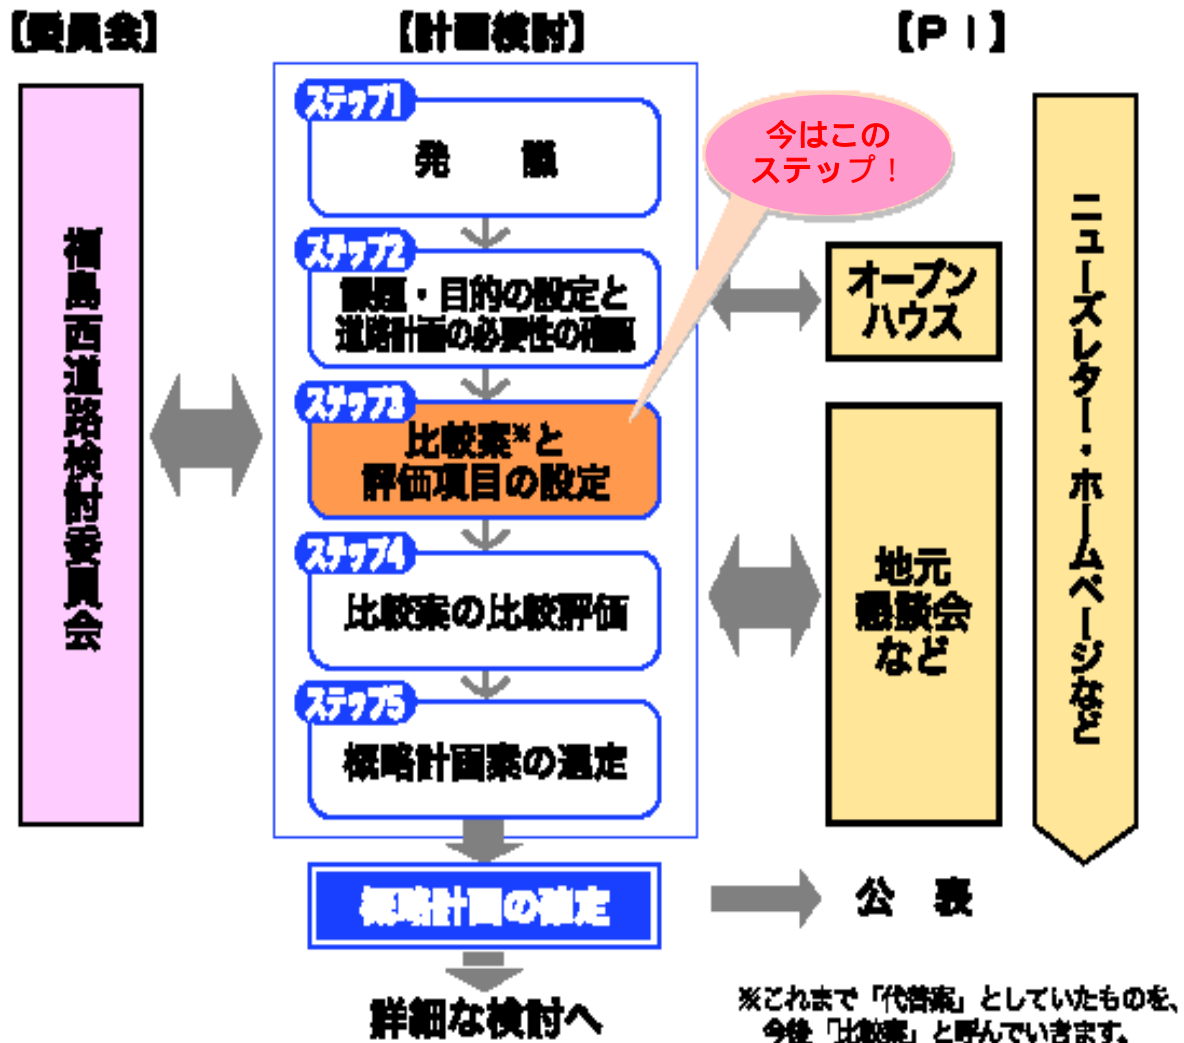 【委員会】
【計画検討】
【ＰＩ】
福島西道路検討委員会
ステップ1
発　　議
今はこの
ステップ！
ステップ2
課題・目的の設定と
道路計画の必要性の確認
ステップ3
比較案※と
評価項目の設定
ステップ4
比較案の比較評価
ステップ5
概略計画案の選定
概略計画の確定
詳細な検討へ
オープン
ハウス
地元
懇談会
など
ニューズレター・ホームページなど
公　表
※これまで「代替案」としていたものを、
今後「比較案」と呼んでいきます。